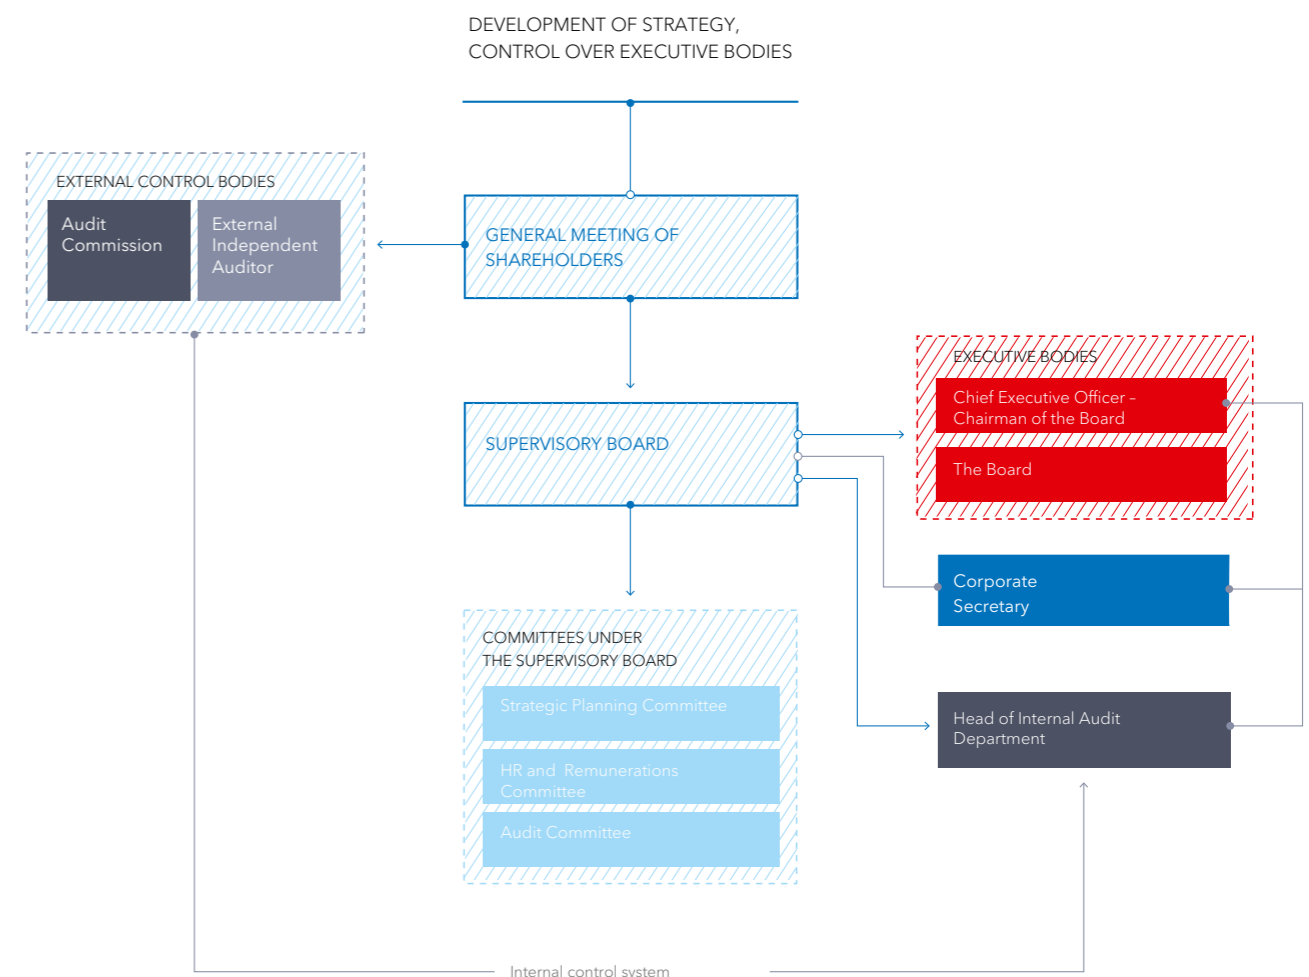 DEVELOPMENT OF STRATEGY,
CONTROL OVER EXECUTIVE BODIES
EXTERNAL CONTROL BODIES
Audit
Commission
External
Independent
Auditor
GENERAL MEETING OF
SHAREHOLDERS
EXECUTIVE BODIES
Chief Executive Officer –
Chairman of the Board
The Board
SUPERVISORY BOARD
Corporate
Secretary
COMMITTEES UNDER
THE SUPERVISORY BOARD
Strategic Planning Committee
HR and Remunerations
Committee
Audit Committee
Head of Internal Audit
Department
Internal control system